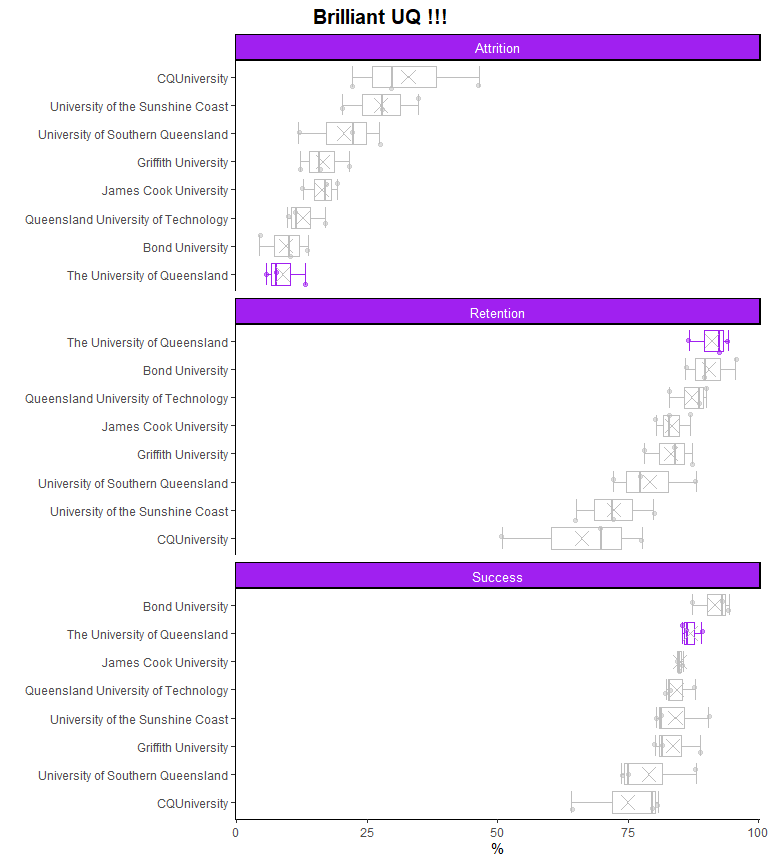 Brilliant UQ !!!
Attrition
CQUniversity
University of the Sunshine Coast
University of Southern Queensland
Griffith University
James Cook University
Queensland University of Technology
Bond University
The University of Queensland
Retention
The University of Queensland
Bond University
Queensland University of Technology
James Cook University
Griffith University
University of Southern Queensland
University of the Sunshine Coast
CQUniversity
Success
Bond University
The University of Queensland
James Cook University
Queensland University of Technology
University of the Sunshine Coast
Griffith University
University of Southern Queensland
CQUniversity
0 25 50 75 100
%